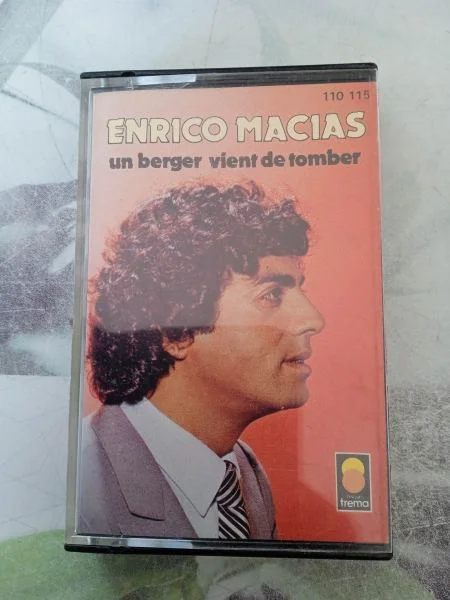 110 115
ENRICO MACIAS
un berger vient de tomber
trema